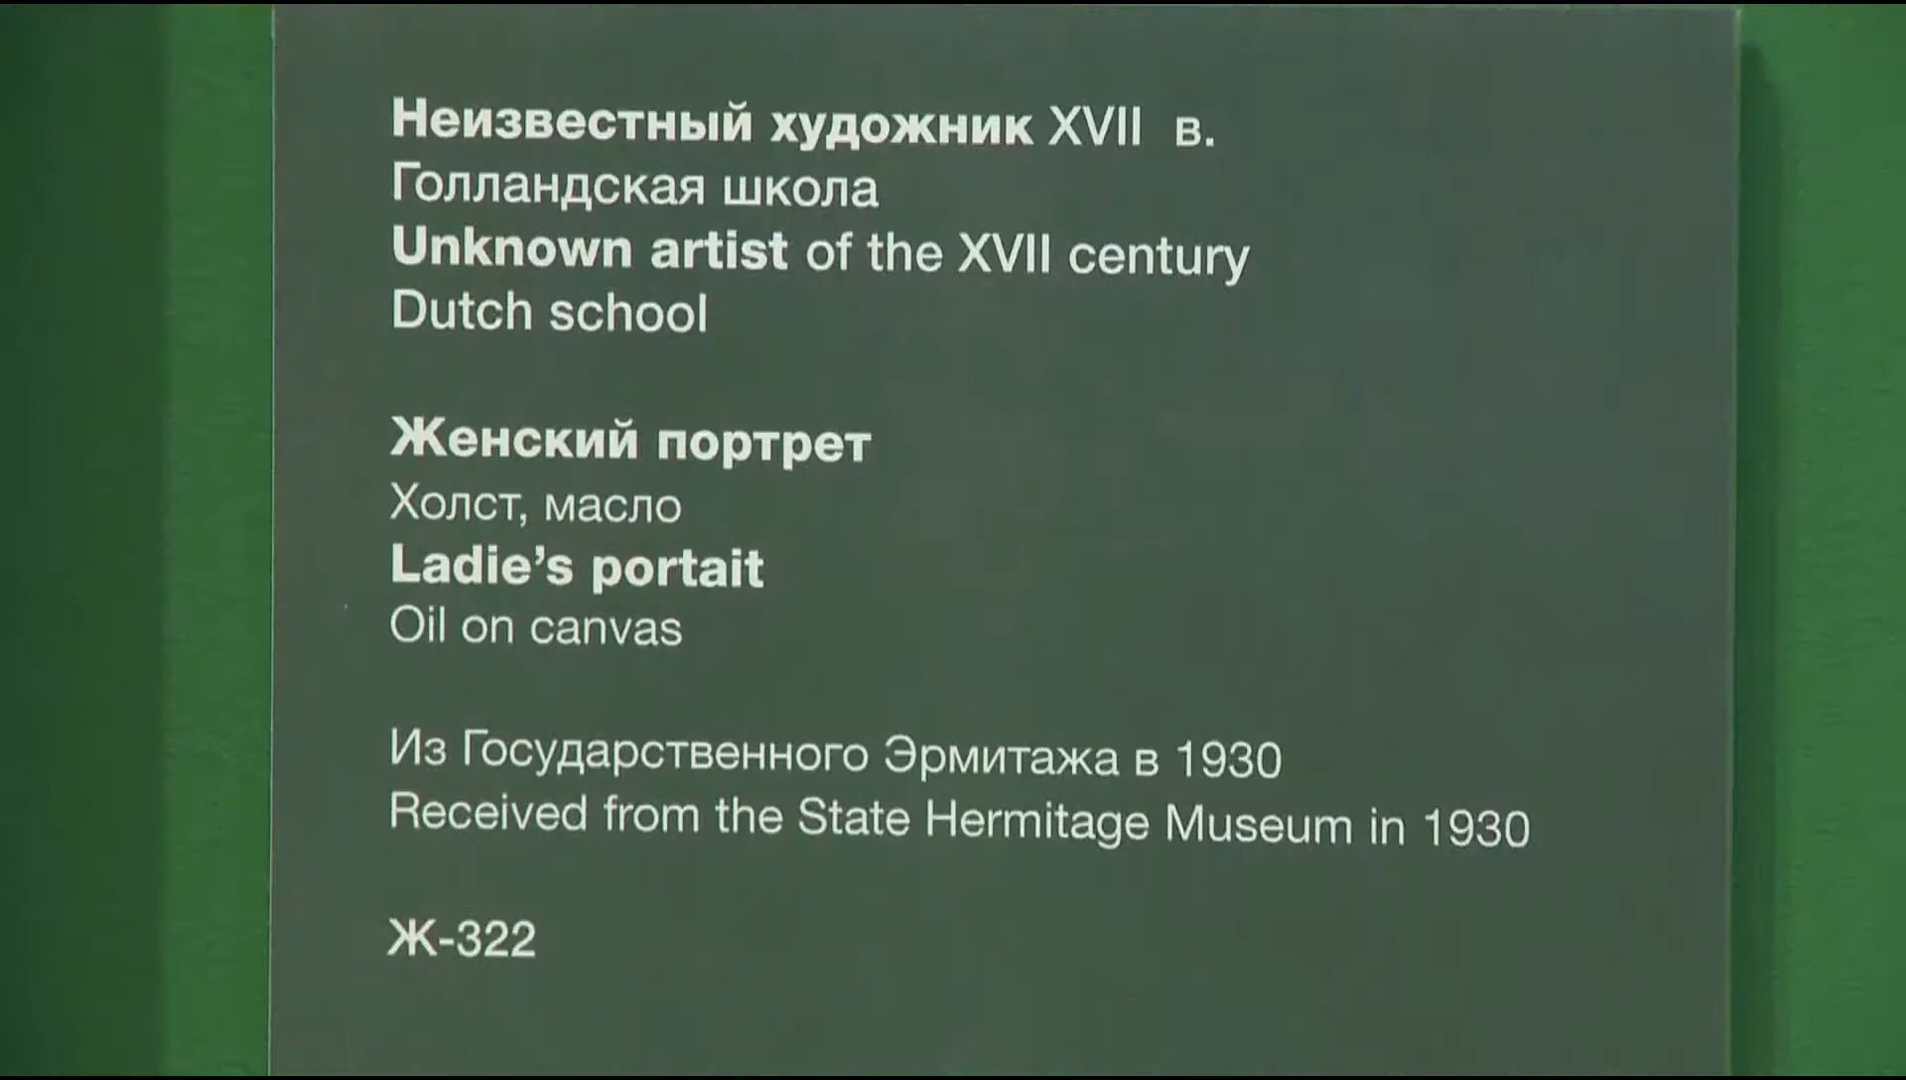 Неизвестный художник XVII в.
Голландская школа
Unknown artist of the XVII century
Dutch school
Женский портрет
Холст, масло
Ladie's portait
Oil on canvas
Из Государственного Эрмитажа в 1930
Received from the State Hermitage Museum in 1930
Ж-322